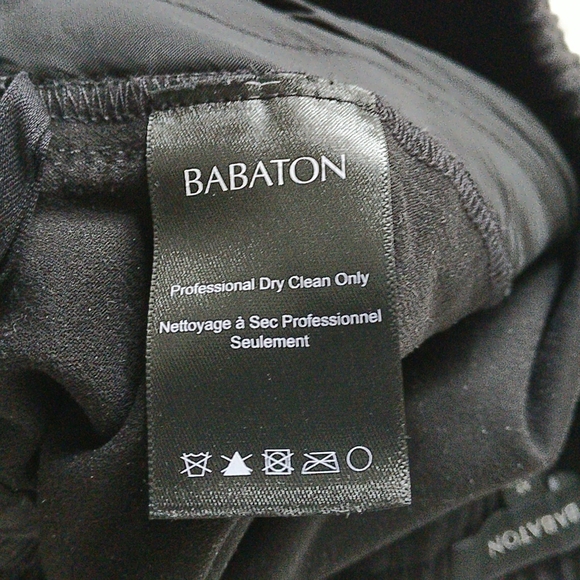 BABATON
Professional Dry Clean Only
Nettoyage à Sec Professionnel
Seulement
BABATON